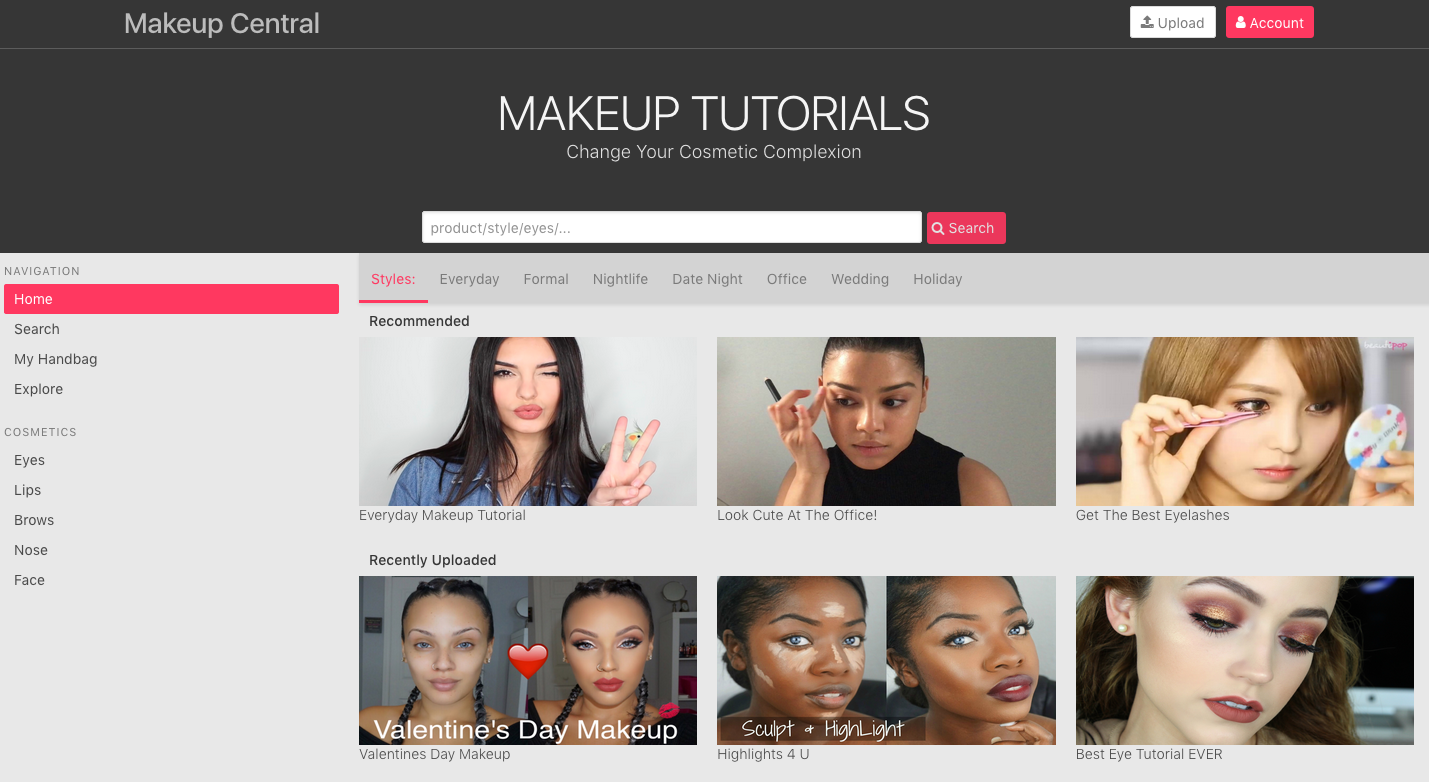 Makeup Central
Upload
Account
MAKEUP TUTORIALS
Change Your Cosmetic Complexion
product/style/eyes/...
Search
NAVIGATION
Home
Search
My Handbag
Explore
COSMETICS
Eyes
Lips
Brows
Nose
Face
Styles: Everyday Formal Nightlife Date Night Office Wedding Holiday
Recommended
Everyday Makeup Tutorial
Look Cute At The Office!
Get The Best Eyelashes
Recently Uploaded
Valentine's Day Makeup
Valentines Day Makeup
Sculpt & HighLight
Highlights 4 U
Best Eye Tutorial EVER